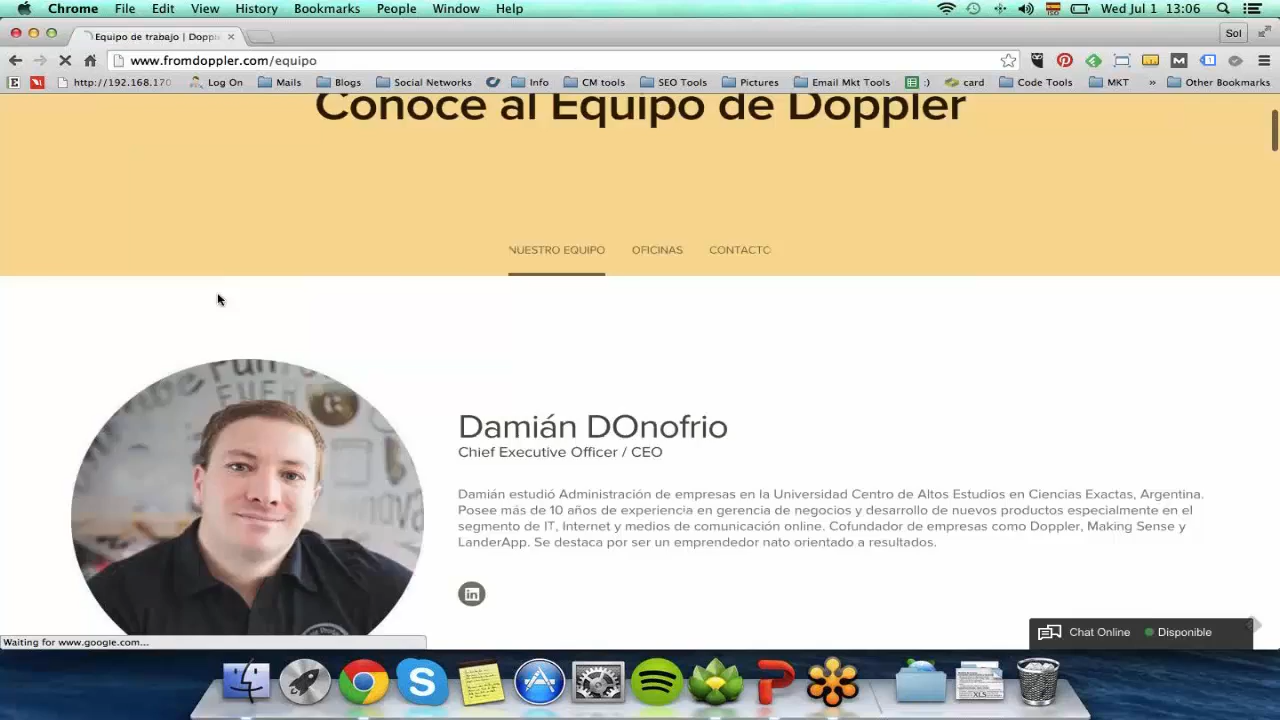 Chrome File Edit View History Bookmarks People Window Help Wed Jul 1 13:06
Equipo de trabajo | Dopple Sol
www.fromdoppler.com/equipo
http://192.168.170 Log On Mails Blogs Social Networks Info CM tools SEO Tools Pictures Email Mkt Tools :) card Code Tools MKT » Other Bookmarks
Conoce al Equipo de Doppler
NUESTRO EQUIPO OFICINAS CONTACTO
Damián DOnofrio
Chief Executive Officer / CEO
Damián estudió Administración de empresas en la Universidad Centro de Altos Estudios en Ciencias Exactas, Argentina.
Posee más de 10 años de experiencia en gerencia de negocios y desarrollo de nuevos productos especialmente en el
segmento de IT, Internet y medios de comunicación online. Cofundador de empresas como Doppler, Making Sense y
LanderApp. Se destaca por ser un emprendedor nato orientado a resultados.
in
Chat Online Disponible
Waiting for www.google.com...
XLS